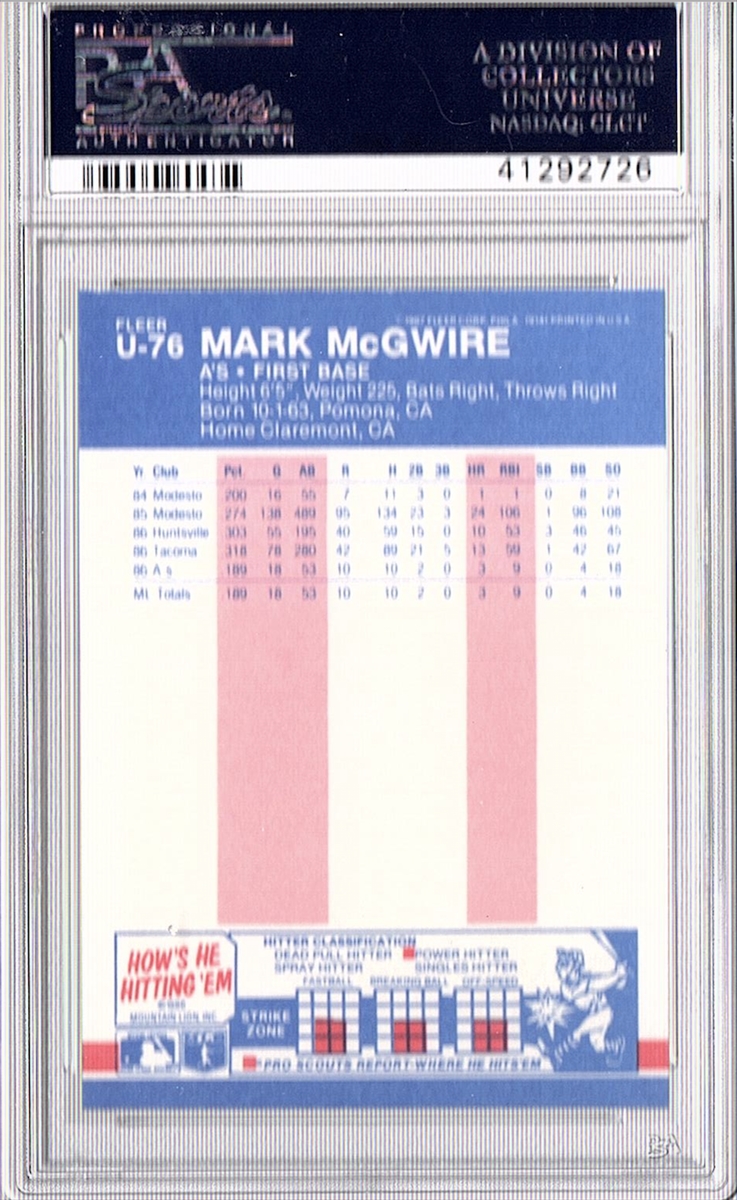 PROFESSIONAL
PSA
Sports
AUTHENTICATOR
A DIVISION OF
COLLECTORS
UNIVERSE
NASDAQ: CLCT
41292726
FLEER
U-76 MARK McGWIRE
A'S • FIRST BASE
Height 6'5", Weight 225, Bats Right, Throws Right
Born 10-1-63, Pomona, CA
Home Claremont, CA
Yr. Club Pct. G AB R H 2B 3B HR RBI SB BB SO
84 Modesto 200 16 55 7 11 3 0 1 1 0 8 21
85 Modesto 274 138 489 95 134 23 3 24 106 1 96 108
86 Huntsville 303 55 195 40 59 15 0 10 53 3 46 45
86 Tacoma 318 78 280 42 89 21 5 13 59 1 42 67
86 A's 189 18 53 10 10 2 0 3 9 0 4 18
ML Totals 189 18 53 10 10 2 0 3 9 0 4 18
HOW'S HE
HITTING 'EM
MOUNTAIN LION INC.
HITTER CLASSIFICATION
DEAD PULL HITTER POWER HITTER
SPRAY HITTER SINGLES HITTER
FASTBALL BREAKING BALL OFF-SPEED
STRIKE
ZONE
PRO SCOUTS REPORT WHERE HE HITS 'EM
PSA